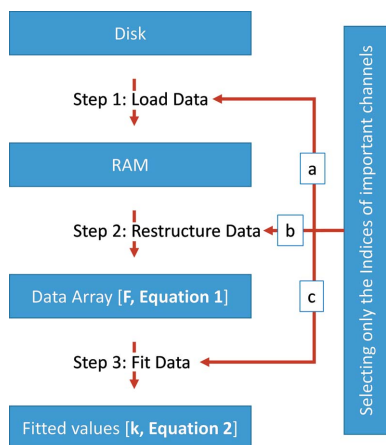 Disk
Step 1: Load Data
a
RAM
Step 2: Restructure Data
b
Data Array [F, Equation 1]
c
Step 3: Fit Data
Fitted values [k, Equation 2]
Selecting only the Indices of important channels